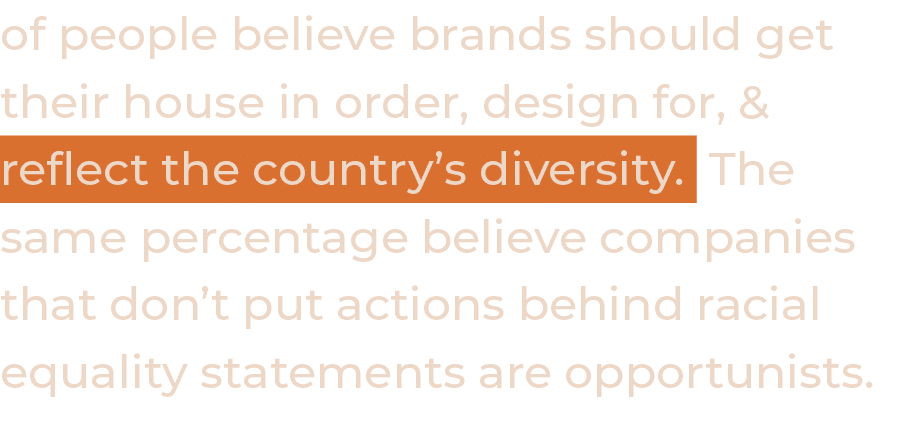 of people believe brands should get
their house in order, design for, &
reflect the country’s diversity. The
same percentage believe companies
that don’t put actions behind racial
equality statements are opportunists.